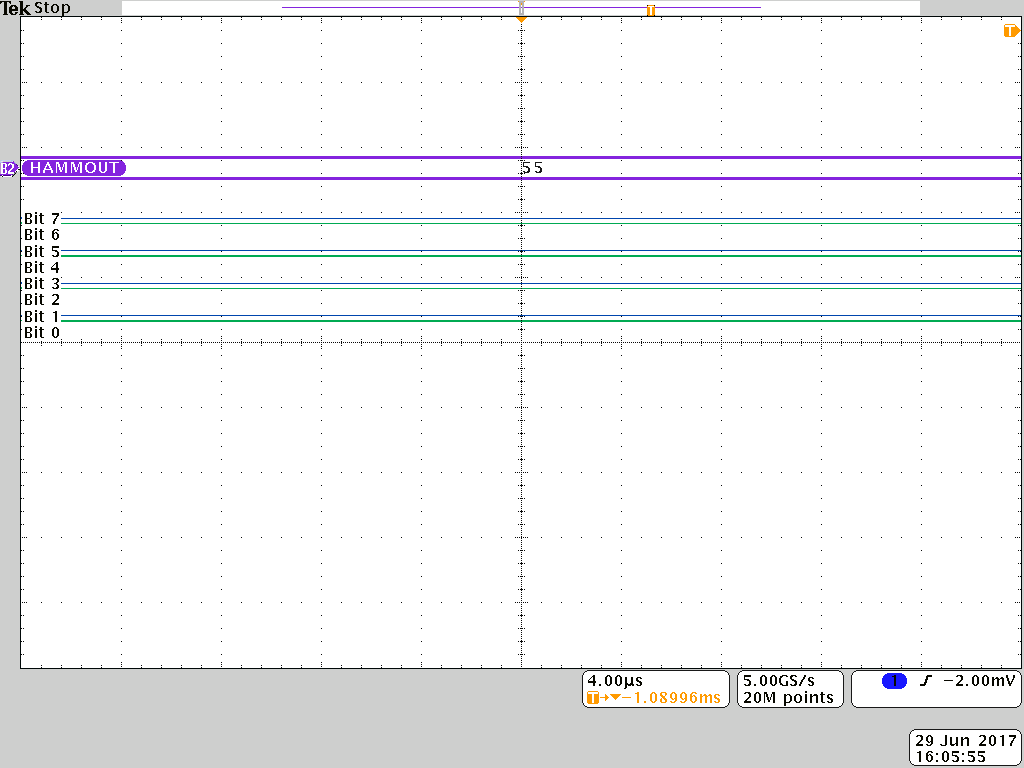 Tek Stop
T
T
B2 HAMMOUT 55
Bit 7
Bit 6
Bit 5
Bit 4
Bit 3
Bit 2
Bit 1
Bit 0
4.00µs
T→▼−1.08996ms
5.00GS/s
20M points
1 ʃ −2.00mV
29 Jun 2017
16:05:55